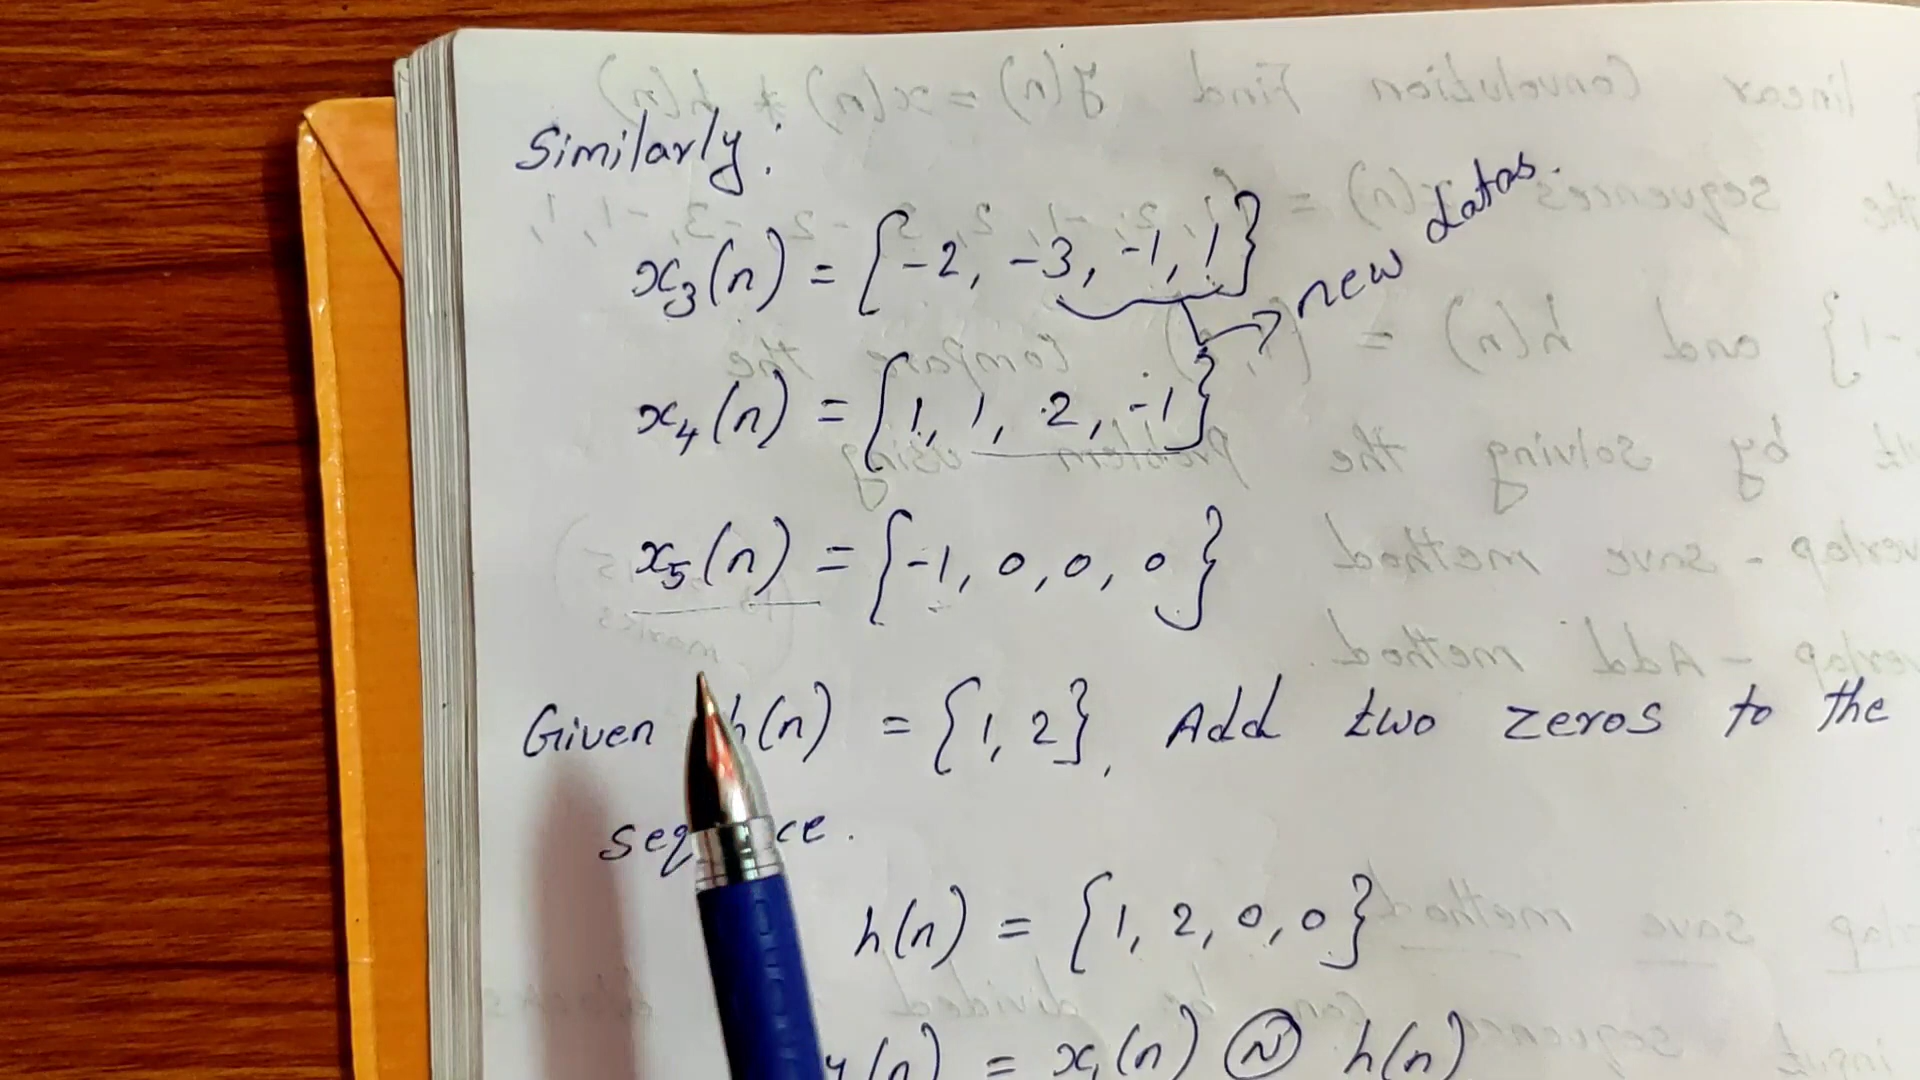 Similarly:
x₃(n) = {-2, -3, -1, 1}
new datas.
x₄(n) = {1, 1, 2, -1}
x₅(n) = {-1, 0, 0, 0}
Given h(n) = {1, 2}, Add two zeros to the
h(n) = {1, 2, 0, 0}
y(n) = x₁(n) Ⓝ h(n)